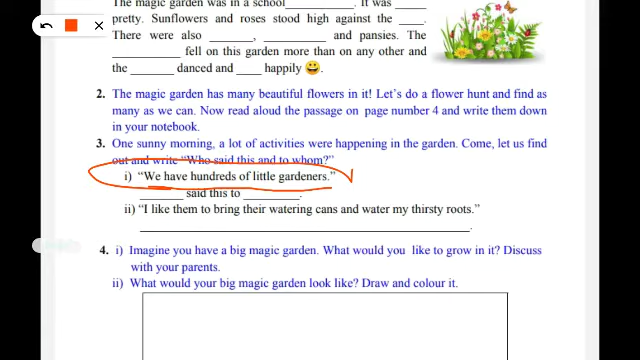 The magic garden was in a school____________. It was _____
pretty. Sunflowers and roses stood high against the ____.
There were also _______, __________ and pansies. The
___________ fell on this garden more than on any other and
the _______ danced and ____ happily 😀.
2. The magic garden has many beautiful flowers in it! Let's do a flower hunt and find as
many as we can. Now read aloud the passage on page number 4 and write them down
in your notebook.
3. One sunny morning, a lot of activities were happening in the garden. Come, let us find
out and write "Who said this and to whom?"
i) "We have hundreds of little gardeners."
________ said this to __________.
ii) "I like them to bring their watering cans and water my thirsty roots."
____________________________________________________.
4. i) Imagine you have a big magic garden. What would you like to grow in it? Discuss
with your parents.
ii) What would your big magic garden look like? Draw and colour it.